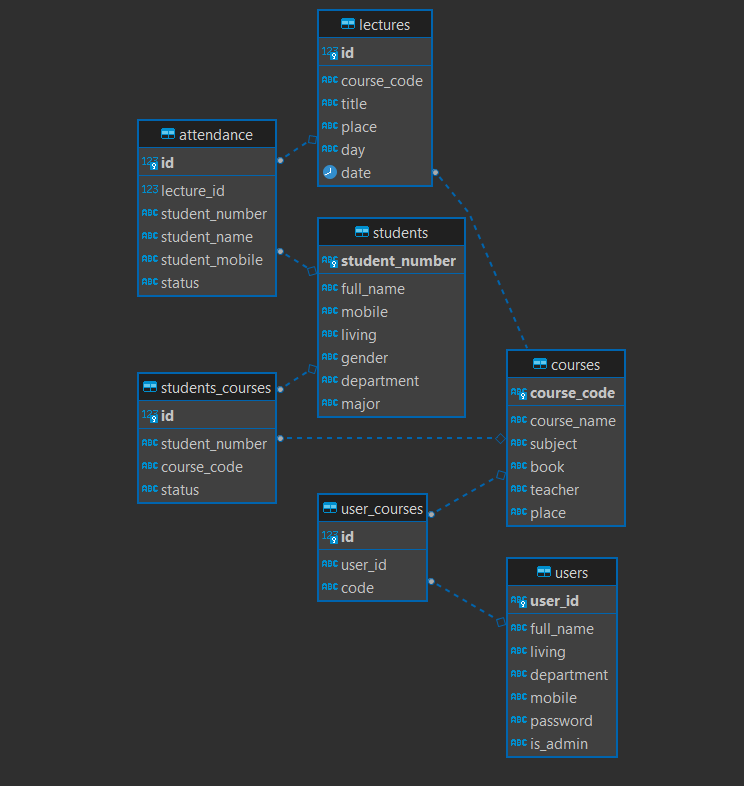 lectures
123 id
ABC course_code
ABC title
ABC place
ABC day
date
attendance
123 id
123 lecture_id
ABC student_number
ABC student_name
ABC student_mobile
ABC status
students
ABC student_number
ABC full_name
ABC mobile
ABC living
ABC gender
ABC department
ABC major
students_courses
123 id
ABC student_number
ABC course_code
ABC status
courses
ABC course_code
ABC course_name
ABC subject
ABC book
ABC teacher
ABC place
user_courses
123 id
ABC user_id
ABC code
users
ABC user_id
ABC full_name
ABC living
ABC department
ABC mobile
ABC password
ABC is_admin